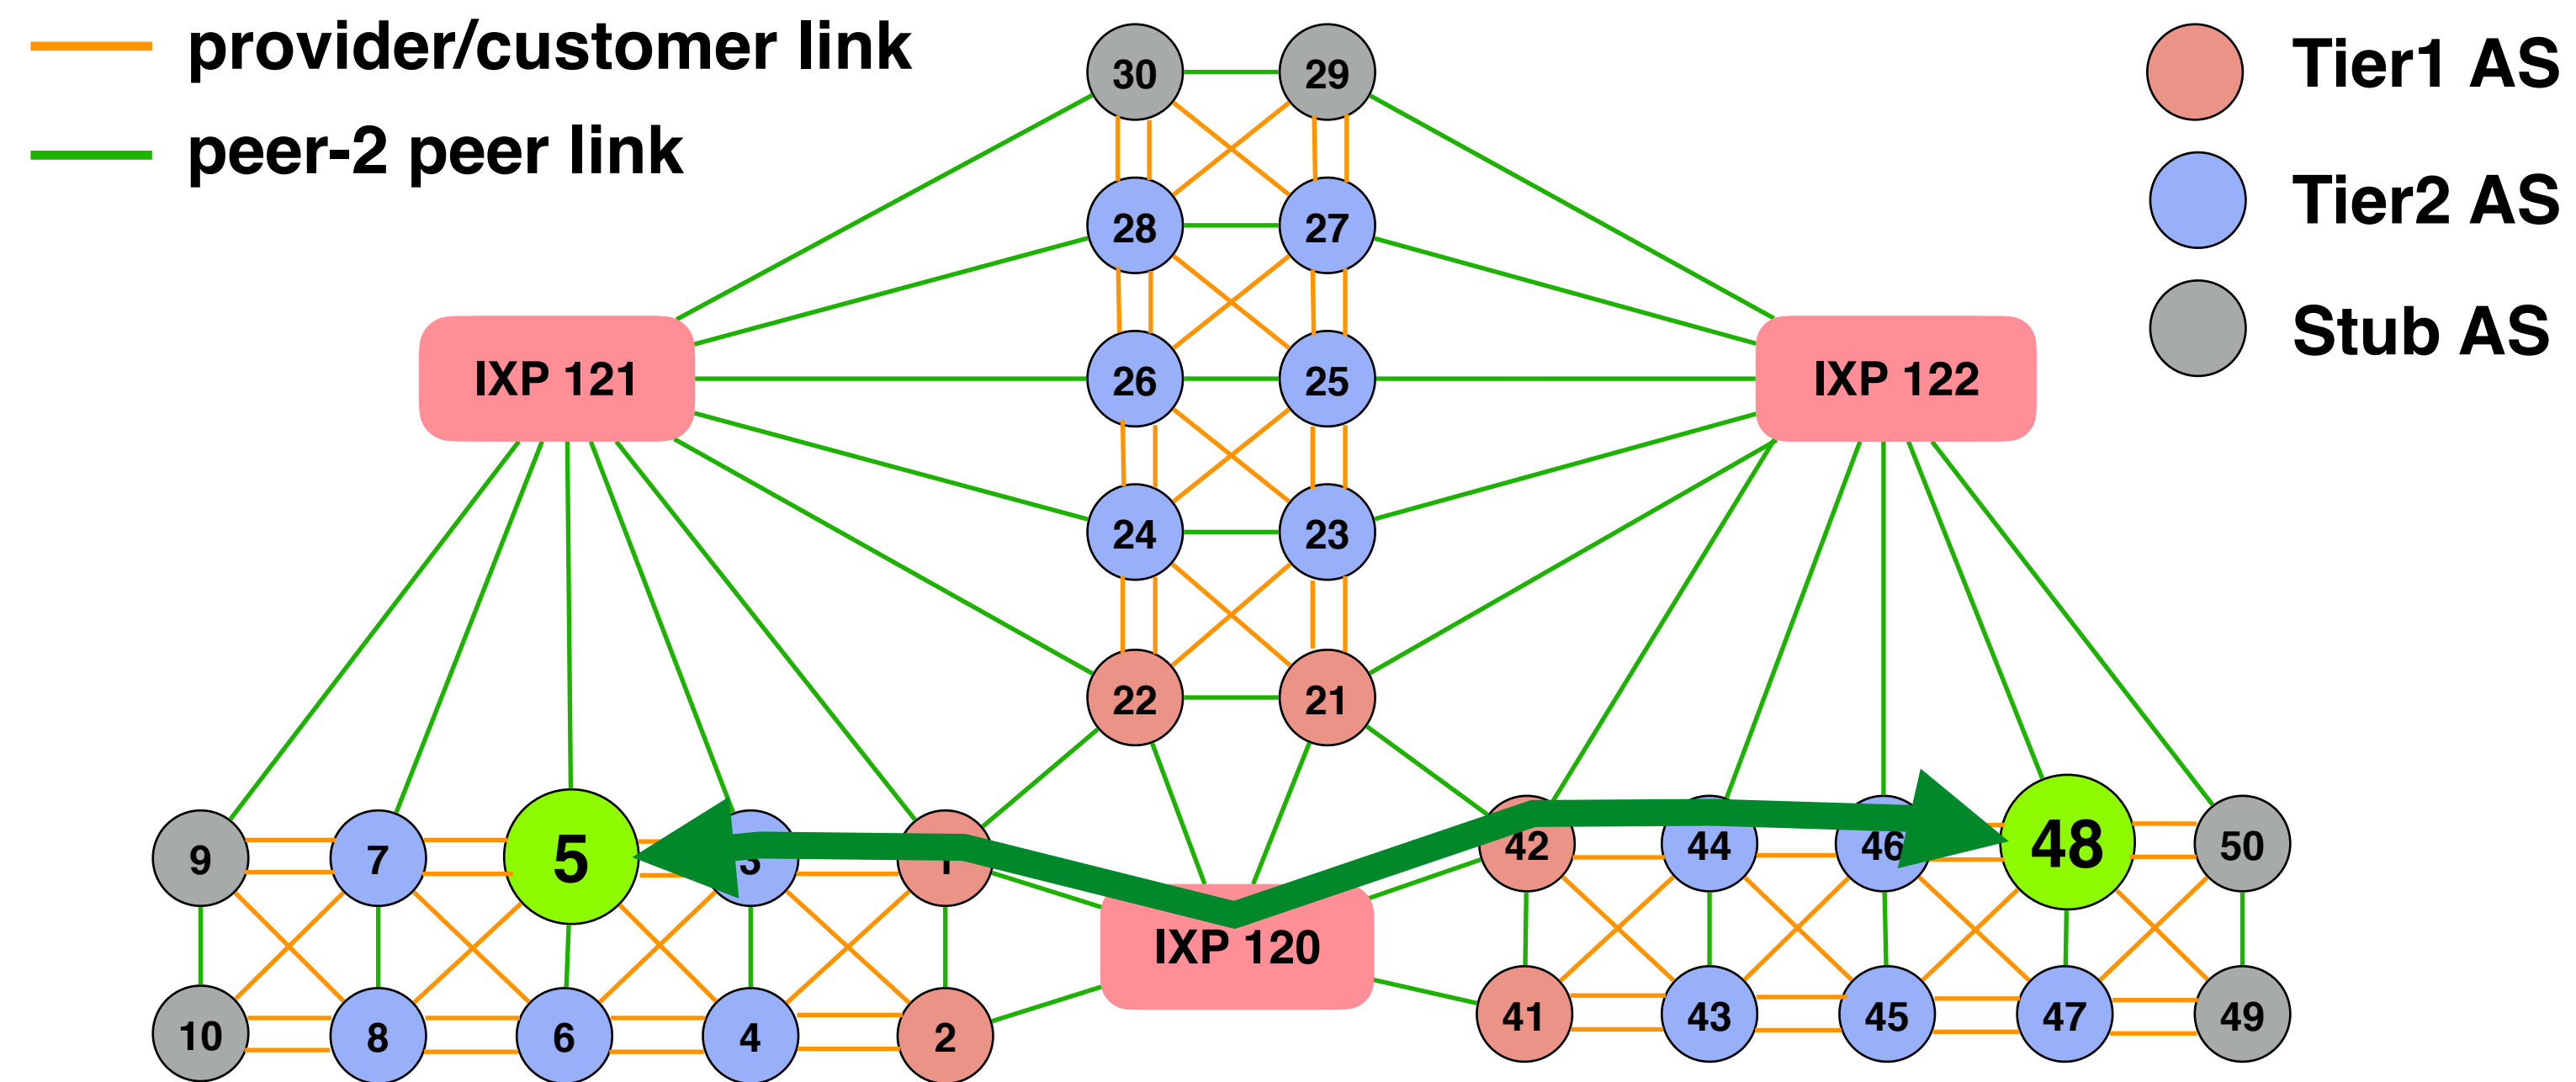 provider/customer link
peer-2 peer link
Tier1 AS
Tier2 AS
Stub AS
30 29
28 27
IXP 121 26 25 IXP 122
24 23
22 21
9 7 5 3 1 42 44 46 48 50
IXP 120
10 8 6 4 2 41 43 45 47 49